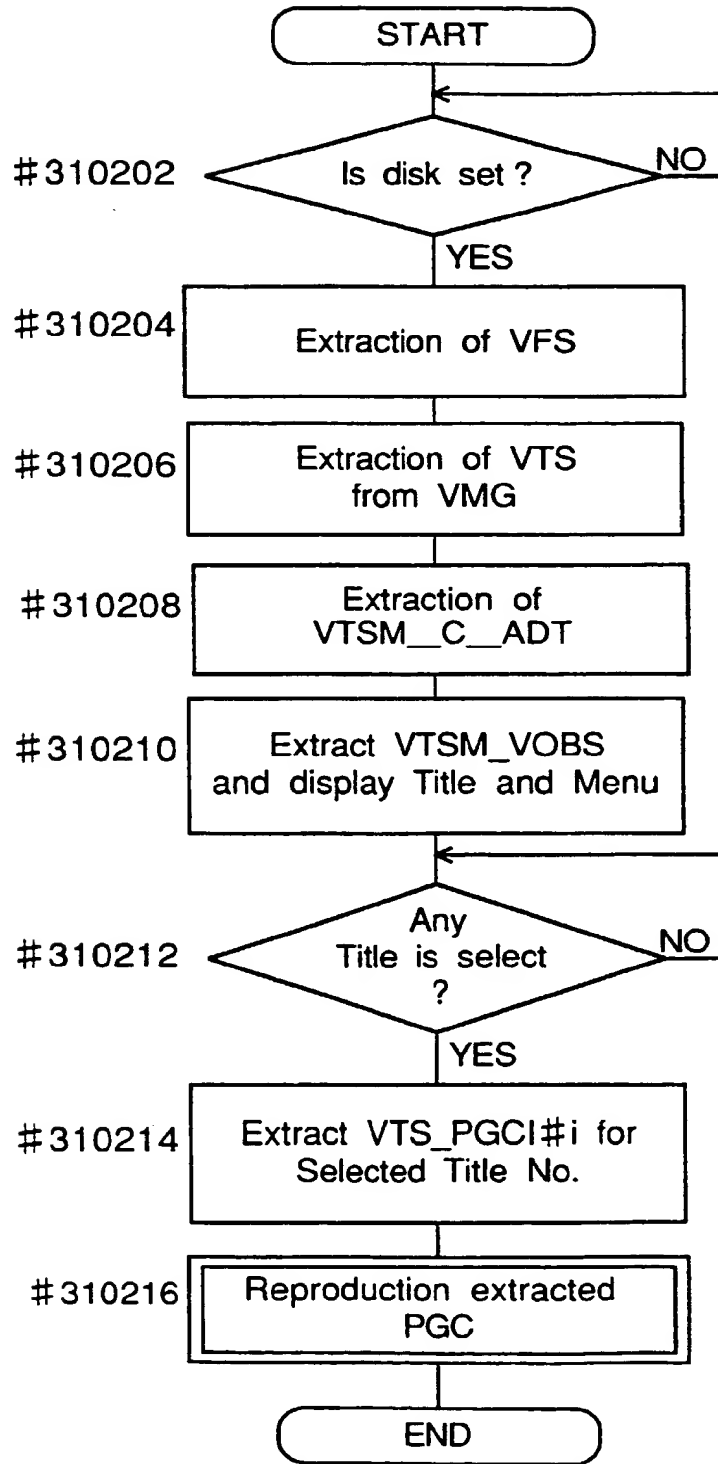 START
#310202
Is disk set ?
NO
YES
#310204
Extraction of VFS
#310206
Extraction of VTS
from VMG
#310208
Extraction of
VTSM__C__ADT
#310210
Extract VTSM_VOBS
and display Title and Menu
#310212
Any
Title is select
?
NO
YES
#310214
Extract VTS_PGCI#i for
Selected Title No.
#310216
Reproduction extracted
PGC
END